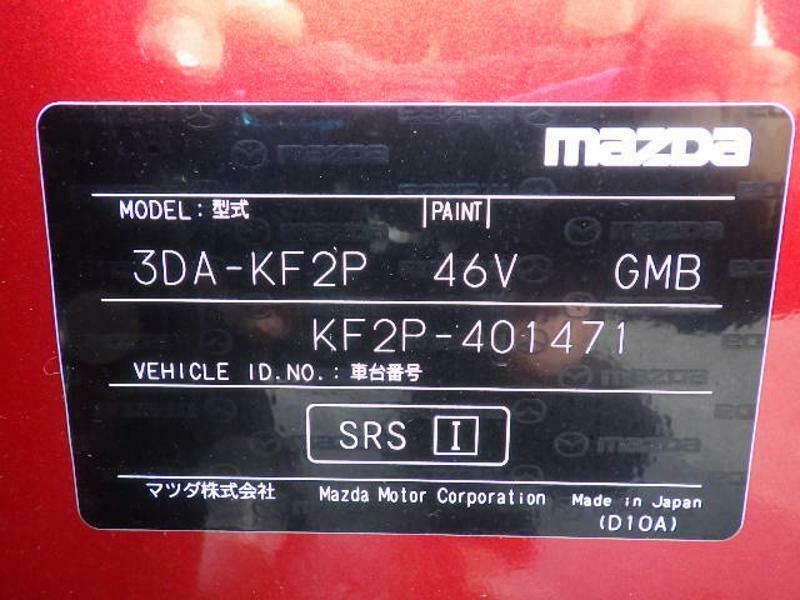 mazda
MODEL : 型式 PAINT
3DA-KF2P 46V GMB
KF2P-401471
VEHICLE ID.NO. : 車台番号
SRS I
マツダ株式会社 Mazda Motor Corporation Made in Japan
(D10A)